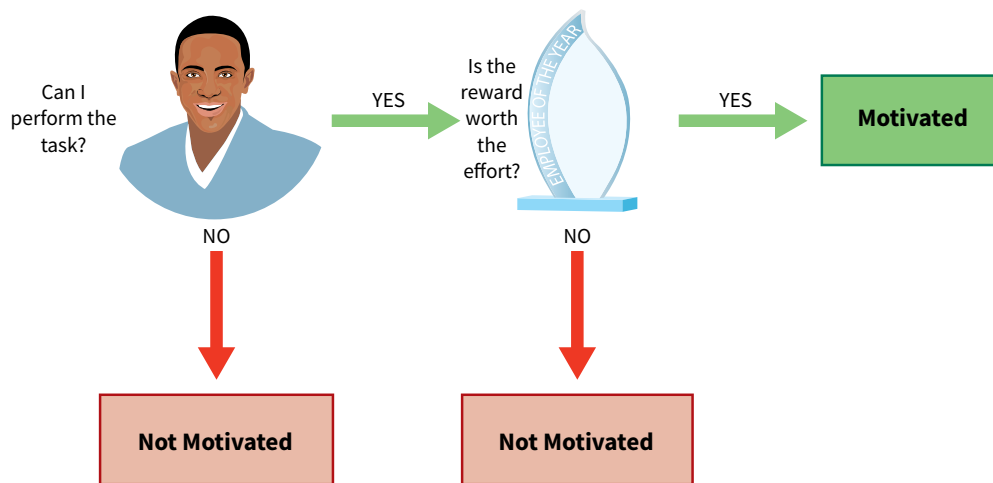 Can I
perform the
task?
YES
Is the
reward
worth
the
effort?
EMPLOYEE OF THE YEAR
YES
Motivated
NO
NO
Not Motivated
Not Motivated